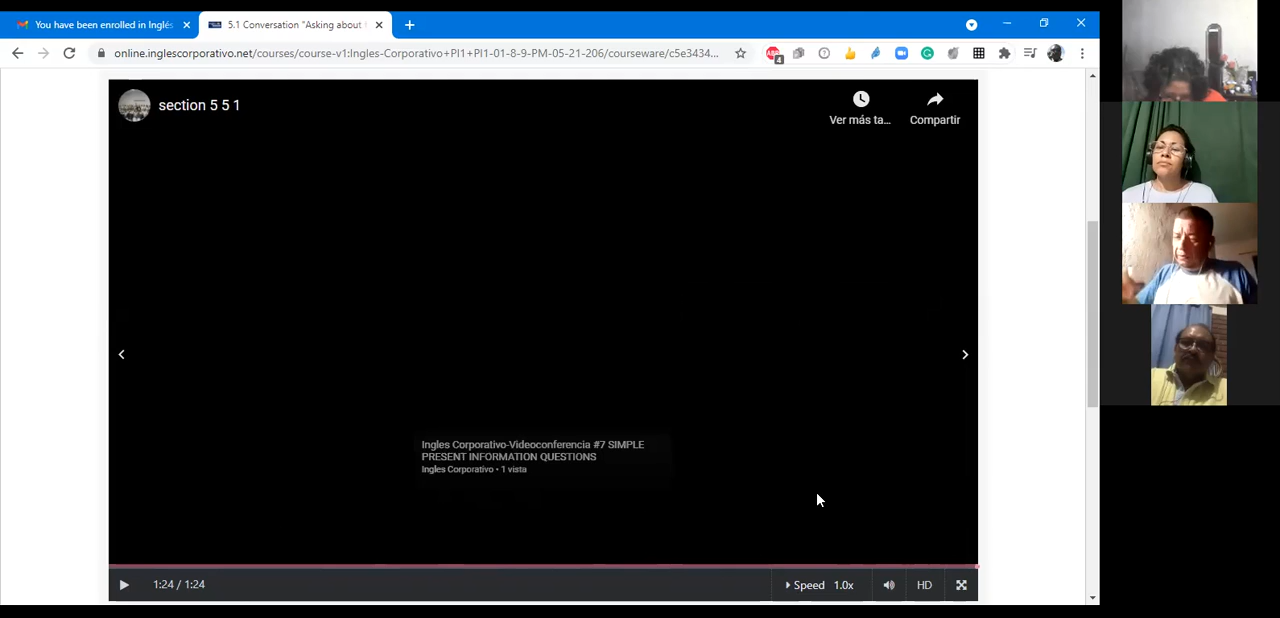 You have been enrolled in Inglés
5.1 Conversation "Asking about t
online.inglescorporativo.net/courses/course-v1:Ingles-Corporativo+PI1+PI1-01-8-9-PM-05-21-206/courseware/c5e3434...
4
section 5 5 1
Ver más ta...
Compartir
Ingles Corporativo-Videoconferencia #7 SIMPLE
PRESENT INFORMATION QUESTIONS
Ingles Corporativo • 1 vista
1:24 / 1:24
Speed 1.0x
HD